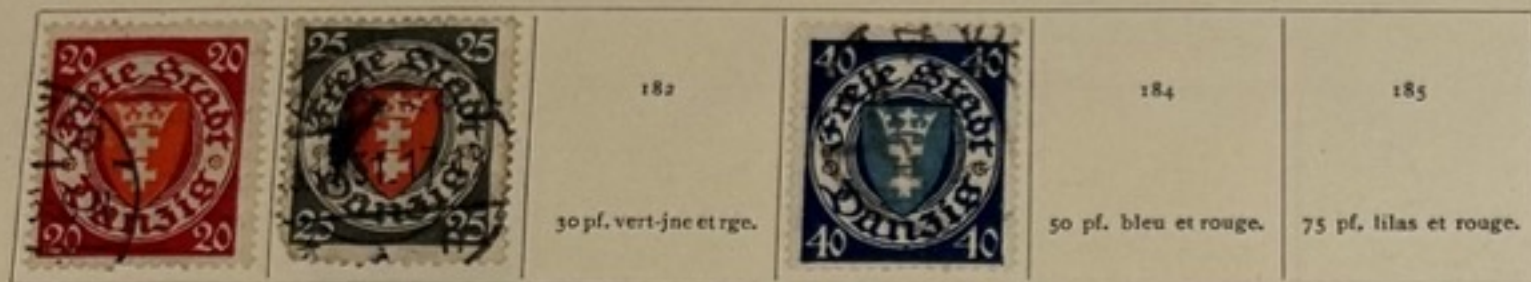 20 20
Freie Stadt
Danzig
20 20
25 25
Freie Stadt
Danzig
25 25
182
30 pf. vert-jne et rge.
40 40
Freie Stadt
Danzig
40 40
184
50 pf. bleu et rouge.
185
75 pf. lilas et rouge.